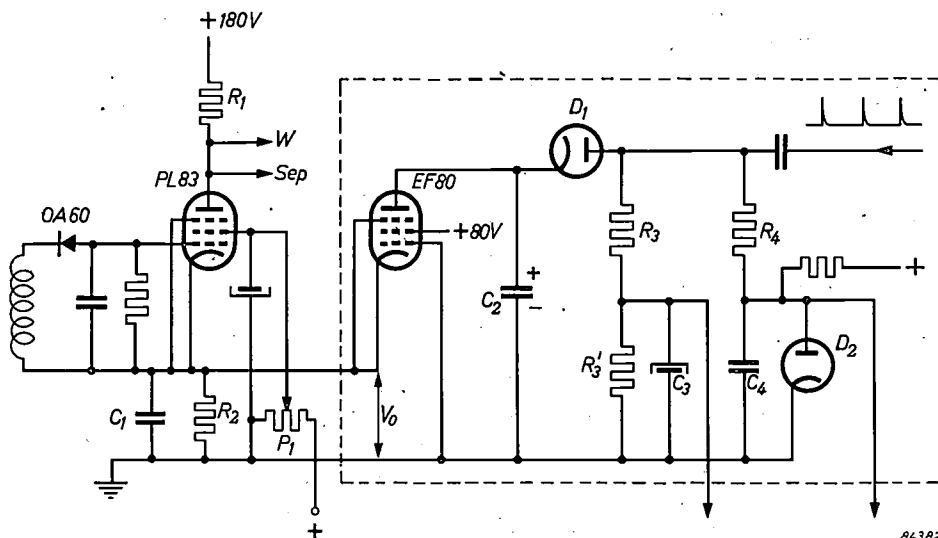 +180V
R1
W
Sep
PL83
OA60
C1
R2
P1
+
V0
EF80
+80V
D1
C2
+
−
R3
R3'
C3
R4
C4
+
D2
84382